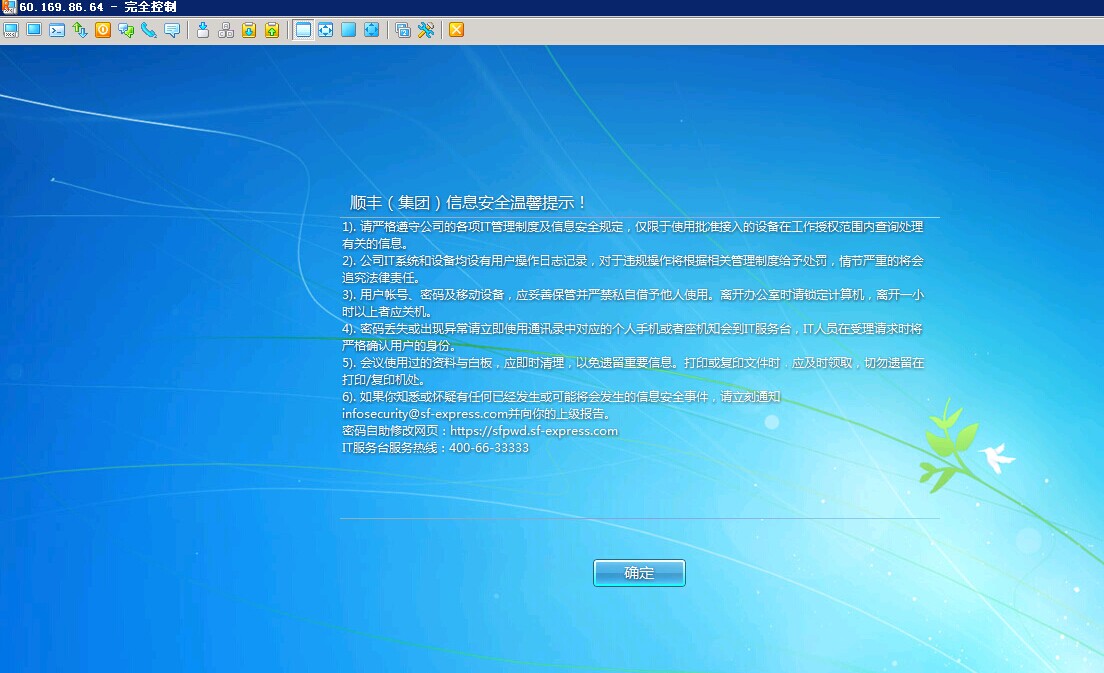 60.169.86.64 - 完全控制
顺丰（集团）信息安全温馨提示！
1). 请严格遵守公司的各项IT管理制度及信息安全规定，仅限于使用批准接入的设备在工作授权范围内查询处理
有关的信息。
2). 公司IT系统和设备均设有用户操作日志记录，对于违规操作将根据相关管理制度给予处罚，情节严重的将会
追究法律责任。
3). 用户帐号、密码及移动设备，应妥善保管并严禁私自借予他人使用。离开办公室时请锁定计算机，离开一小
时以上者应关机。
4). 密码丢失或出现异常请立即使用通讯录中对应的个人手机或者座机知会到IT服务台，IT人员在受理请求时将
严格确认用户的身份。
5). 会议使用过的资料与白板，应即时清理，以免遗留重要信息。打印或复印文件时，应及时领取，切勿遗留在
打印/复印机处。
6). 如果你知悉或怀疑有任何已经发生或可能将会发生的信息安全事件，请立刻通知
infosecurity@sf-express.com并向你的上级报告。
密码自助修改网页：https://sfpwd.sf-express.com
IT服务台服务热线：400-66-33333
确定